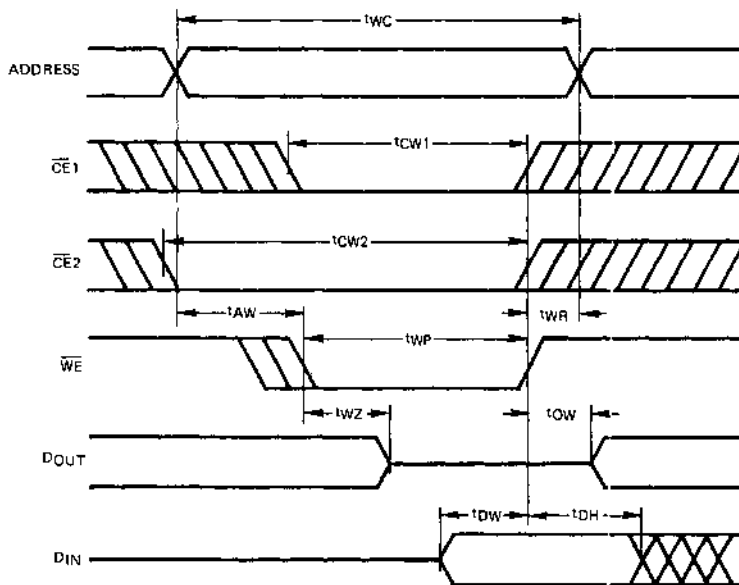 tWC
ADDRESS
tCW1
CE1
tCW2
CE2
tAW
tWR
tWP
WE
tWZ
tOW
DOUT
tDW
tDH
DIN